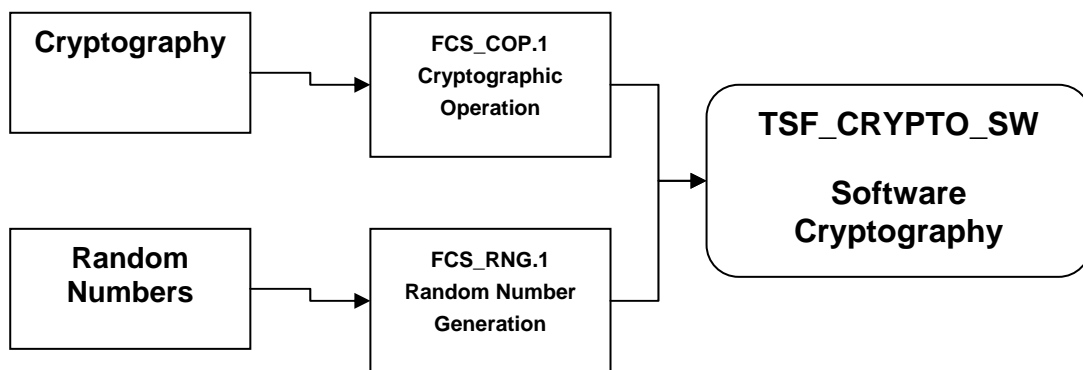 Cryptography
FCS_COP.1
Cryptographic
Operation
TSF_CRYPTO_SW
Software
Cryptography
Random
Numbers
FCS_RNG.1
Random Number
Generation